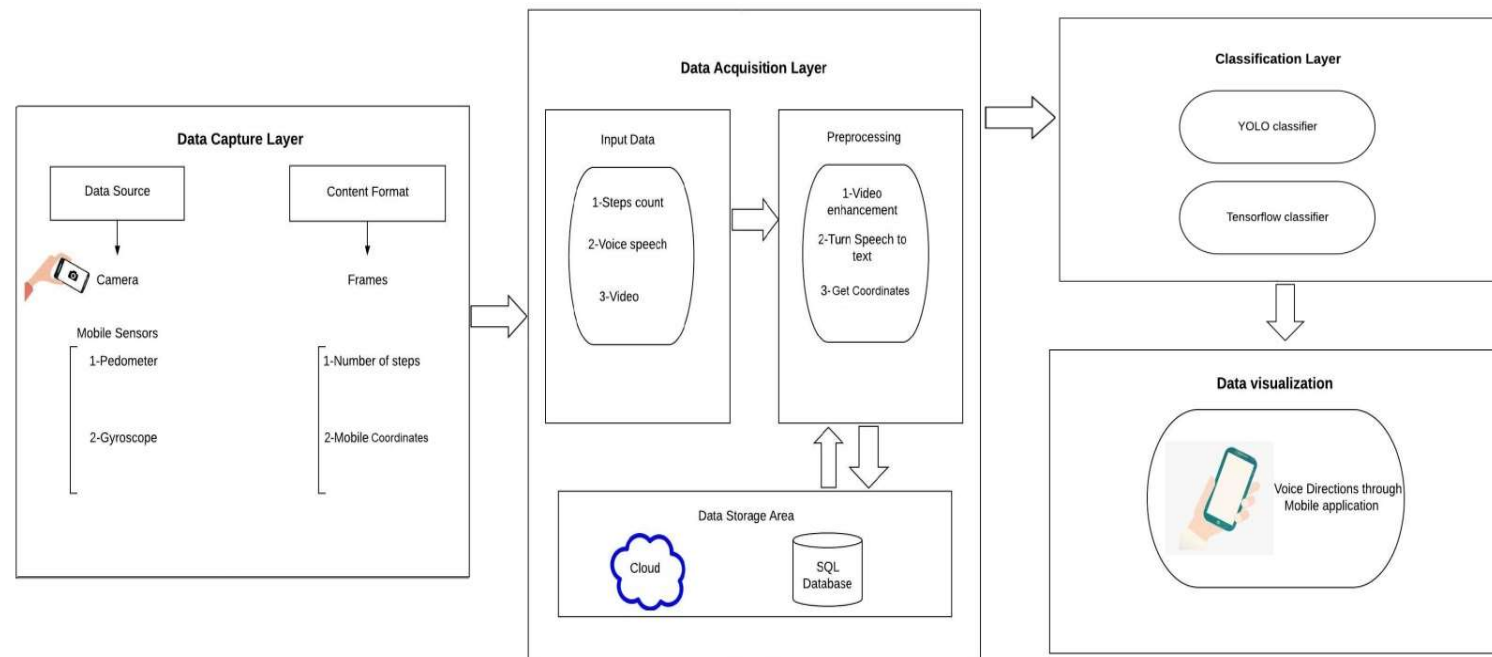 Data Capture Layer
Data Source
Content Format
Camera
Frames
Mobile Sensors
1-Pedometer
1-Number of steps
2-Gyroscope
2-Mobile Coordinates
Data Acquisition Layer
Input Data
1-Steps count
2-Voice speech
3-Video
Preprocessing
1-Video
enhancement
2-Turn Speech to
text
3-Get Coordinates
Data Storage Area
Cloud
SQL
Database
Classification Layer
YOLO classifier
Tensorflow classifier
Data visualization
Voice Directions through
Mobile application